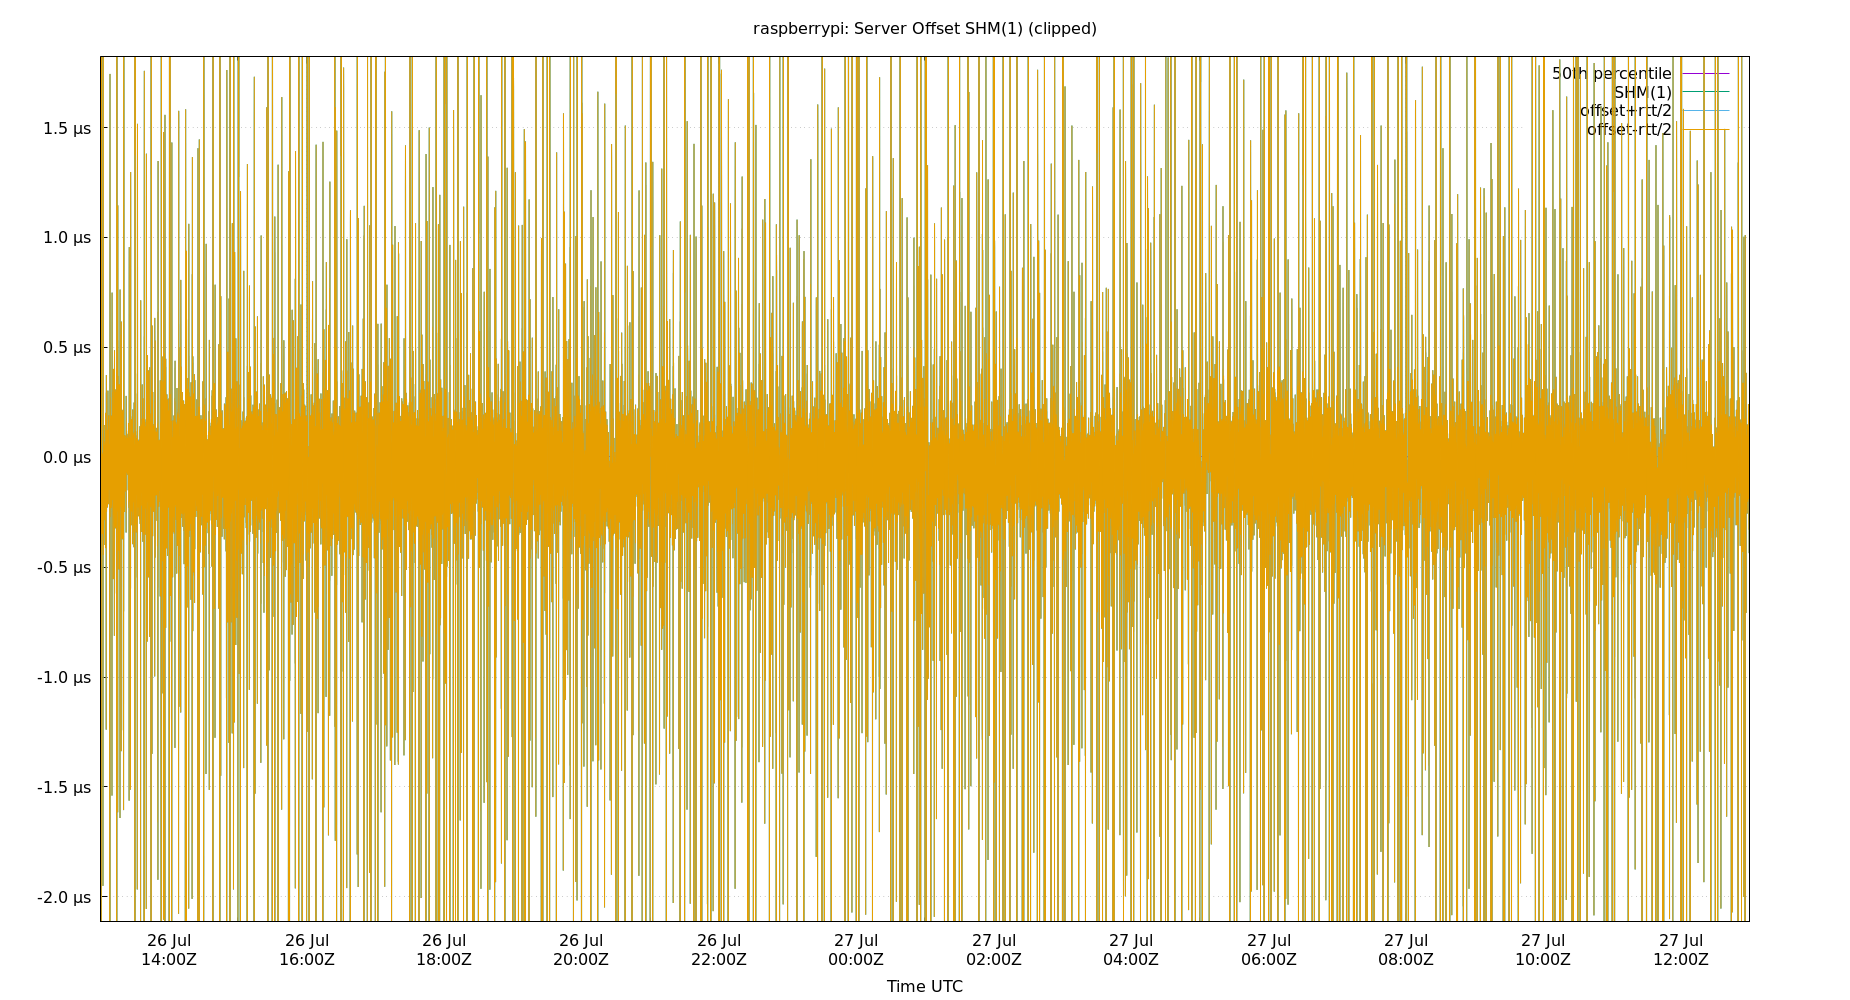 raspberrypi: Server Offset SHM(1) (clipped)
50th percentile
SHM(1)
offset+rtt/2
offset-rtt/2
1.5 µs
1.0 µs
0.5 µs
0.0 µs
-0.5 µs
-1.0 µs
-1.5 µs
-2.0 µs
26 Jul 26 Jul 26 Jul 26 Jul 26 Jul 27 Jul 27 Jul 27 Jul 27 Jul 27 Jul 27 Jul 27 Jul
14:00Z 16:00Z 18:00Z 20:00Z 22:00Z 00:00Z 02:00Z 04:00Z 06:00Z 08:00Z 10:00Z 12:00Z
Time UTC